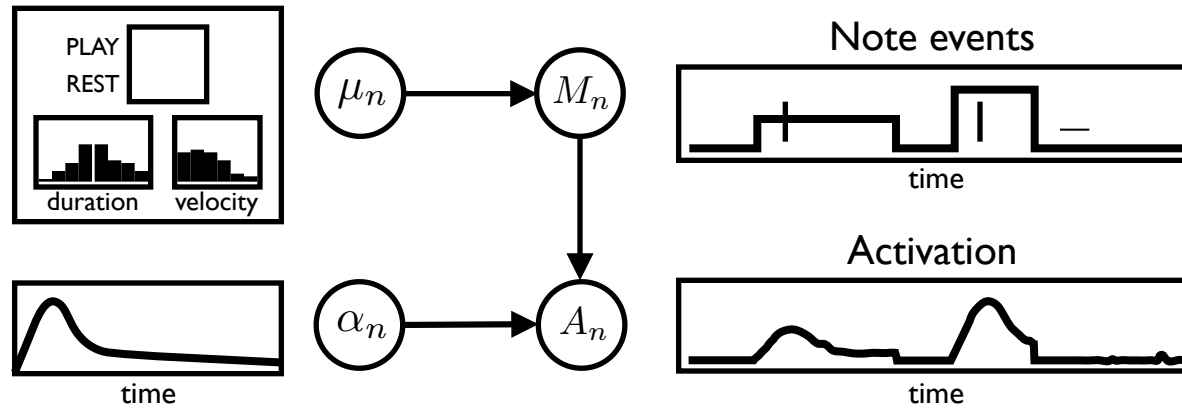 PLAY
REST
duration velocity
μₙ
Mₙ
Note events
time
time
αₙ
Aₙ
Activation
time